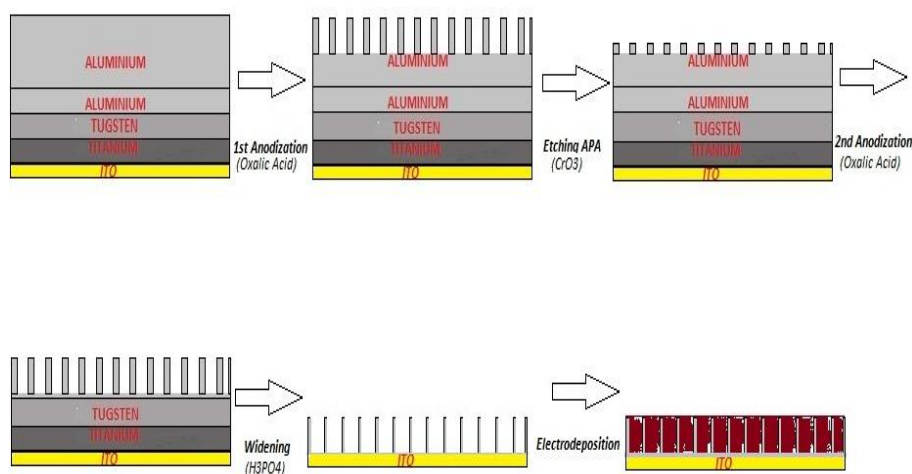 ALUMINIUM
ALUMINIUM
TUGSTEN
TITANIUM
ITO
1st Anodization
(Oxalic Acid)
ALUMINIUM
ALUMINIUM
TUGSTEN
TITANIUM
ITO
Etching APA
(CrO3)
ALUMINIUM
ALUMINIUM
TUGSTEN
TITANIUM
ITO
2nd Anodization
(Oxalic Acid)
TUGSTEN
TITANIUM
ITO
Widening
(H3PO4)
ITO
Electrodeposition
ITO